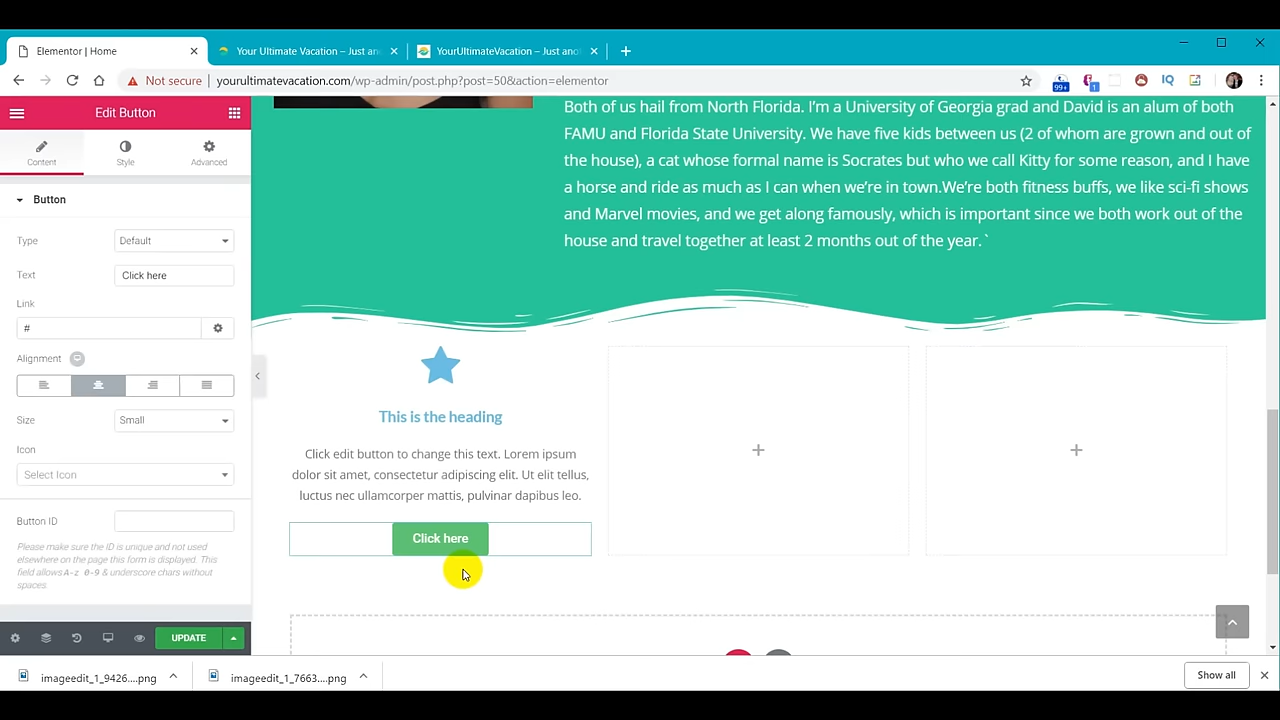 Elementor | Home
Your Ultimate Vacation – Just an
YourUltimateVacation – Just ano
Not secure | yourultimatevacation.com/wp-admin/post.php?post=50&action=elementor
99+
1
IQ
Edit Button
Content
Style
Advanced
Button
Type
Default
Text
Click here
Link
#
Alignment
Size
Small
Icon
Select Icon
Button ID
Please make sure the ID is unique and not used
elsewhere on the page this form is displayed. This
field allows A-z 0-9 & underscore chars without
spaces.
UPDATE
Both of us hail from North Florida. I'm a University of Georgia grad and David is an alum of both
FAMU and Florida State University. We have five kids between us (2 of whom are grown and out of
the house), a cat whose formal name is Socrates but who we call Kitty for some reason, and I have
a horse and ride as much as I can when we're in town.We're both fitness buffs, we like sci-fi shows
and Marvel movies, and we get along famously, which is important since we both work out of the
house and travel together at least 2 months out of the year. `
This is the heading
Click edit button to change this text. Lorem ipsum
dolor sit amet, consectetur adipiscing elit. Ut elit tellus,
luctus nec ullamcorper mattis, pulvinar dapibus leo.
Click here
imageedit_1_9426....png
imageedit_1_7663....png
Show all